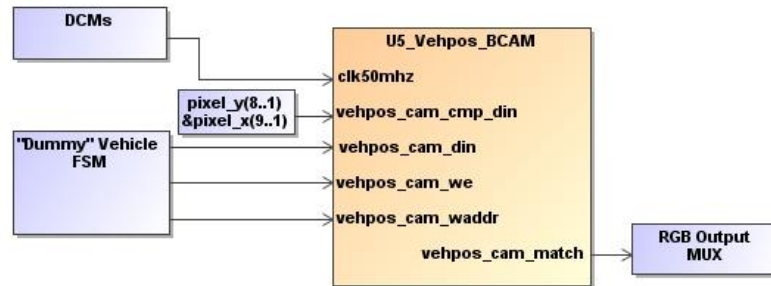 DCMs
U5_Vehpos_BCAM
clk50mhz
pixel_y(8..1)
&pixel_x(9..1)
vehpos_cam_cmp_din
"Dummy" Vehicle
FSM
vehpos_cam_din
vehpos_cam_we
vehpos_cam_waddr
vehpos_cam_match
RGB Output
MUX